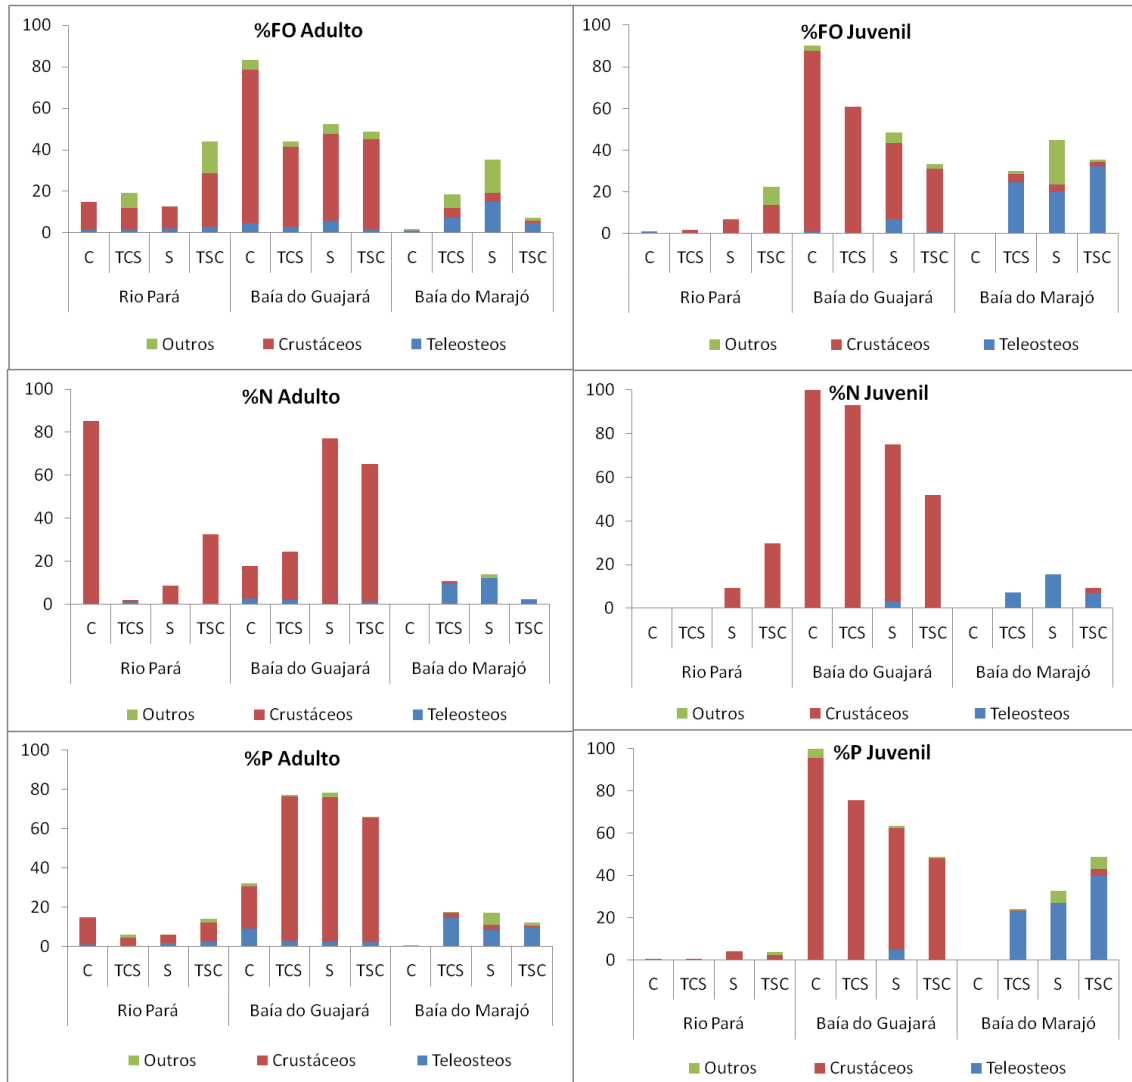 %FO Adulto
100
80
60
40
20
0
C TCS S TSC C TCS S TSC C TCS S TSC
Rio Pará Baía do Guajará Baía do Marajó
Outros Crustáceos Teleosteos
%FO Juvenil
100
80
60
40
20
0
C TCS S TSC C TCS S TSC C TCS S TSC
Rio Pará Baía do Guajará Baía do Marajó
Outros Crustáceos Teleosteos
%N Adulto
100
80
60
40
20
0
C TCS S TSC C TCS S TSC C TCS S TSC
Rio Pará Baía do Guajará Baía do Marajó
Outros Crustáceos Teleosteos
%N Juvenil
100
80
60
40
20
0
C TCS S TSC C TCS S TSC C TCS S TSC
Rio Pará Baía do Guajará Baía do Marajó
Outros Crustáceos Teleosteos
%P Adulto
100
80
60
40
20
0
C TCS S TSC C TCS S TSC C TCS S TSC
Rio Pará Baía do Guajará Baía do Marajó
Outros Crustáceos Teleosteos
%P Juvenil
100
80
60
40
20
0
C TCS S TSC C TCS S TSC C TCS S TSC
Rio Pará Baía do Guajará Baía do Marajó
Outros Crustáceos Teleosteos